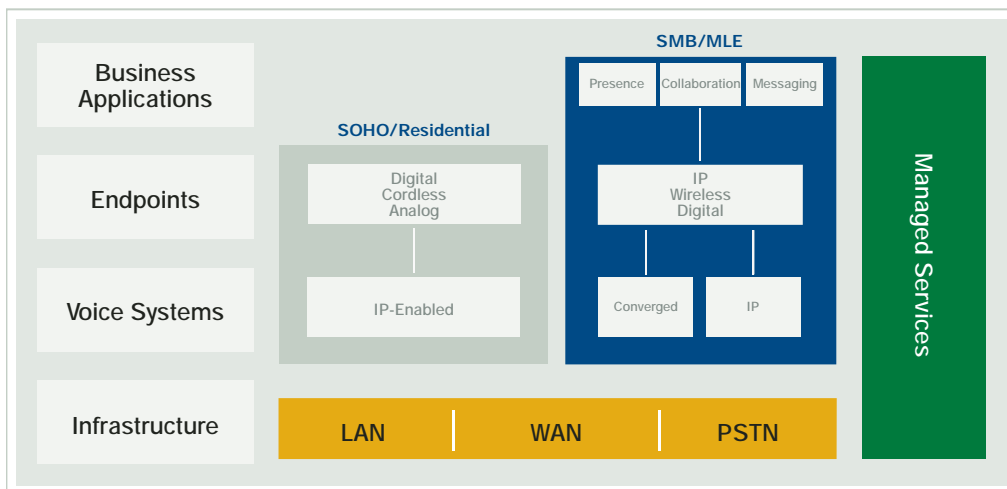 Business
Applications
Endpoints
Voice Systems
Infrastructure
SOHO/Residential
Digital
Cordless
Analog
IP-Enabled
SMB/MLE
Presence
Collaboration
Messaging
IP
Wireless
Digital
Converged
IP
LAN
WAN
PSTN
Managed Services